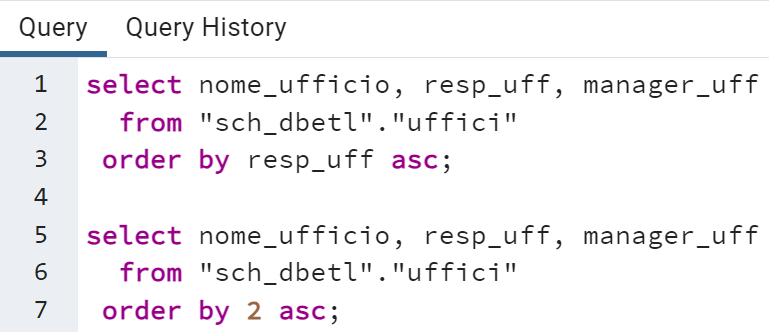 Query Query History
1 select nome_ufficio, resp_uff, manager_uff
2 from "sch_dbetl"."uffici"
3 order by resp_uff asc;
4
5 select nome_ufficio, resp_uff, manager_uff
6 from "sch_dbetl"."uffici"
7 order by 2 asc;